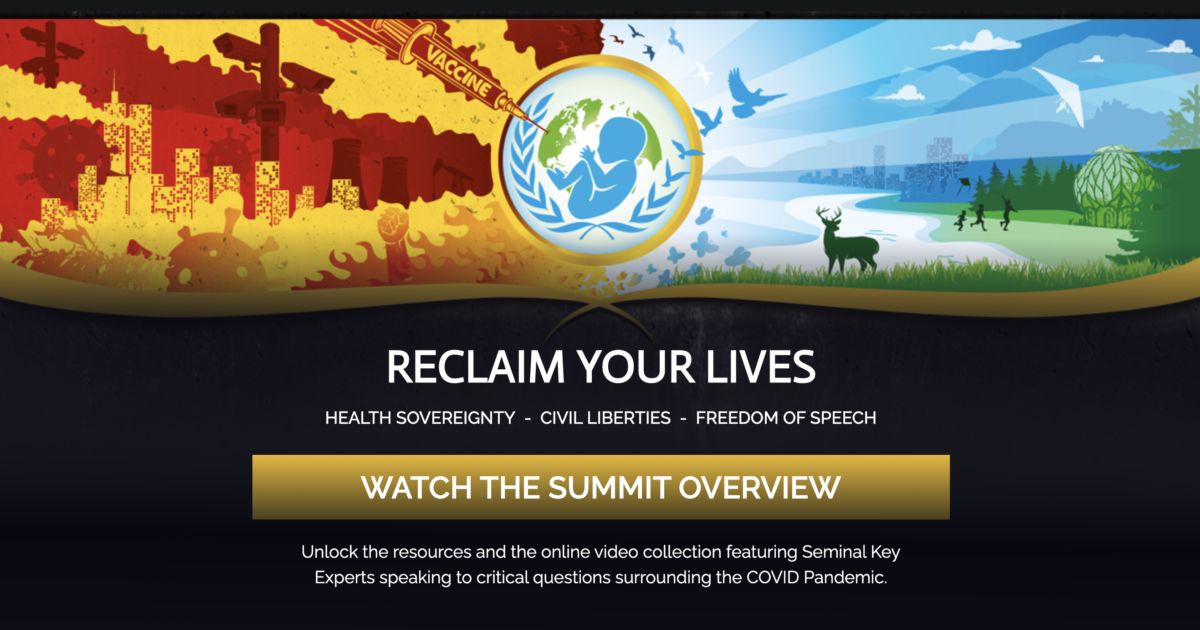 VACCINE
RECLAIM YOUR LIVES
HEALTH SOVEREIGNTY - CIVIL LIBERTIES - FREEDOM OF SPEECH
WATCH THE SUMMIT OVERVIEW
Unlock the resources and the online video collection featuring Seminal Key
Experts speaking to critical questions surrounding the COVID Pandemic.